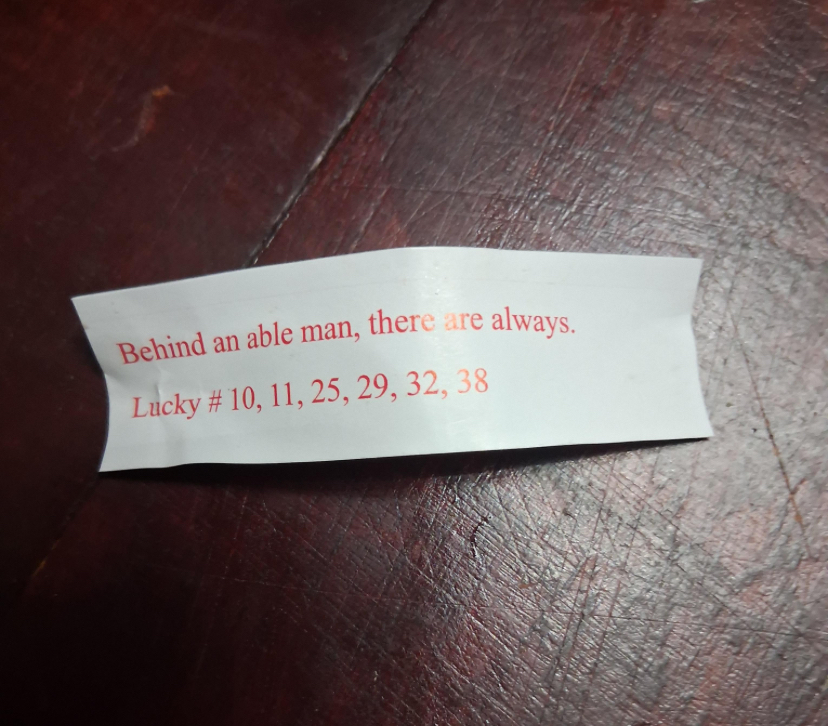 Behind an able man, there are always.
Lucky # 10, 11, 25, 29, 32, 38